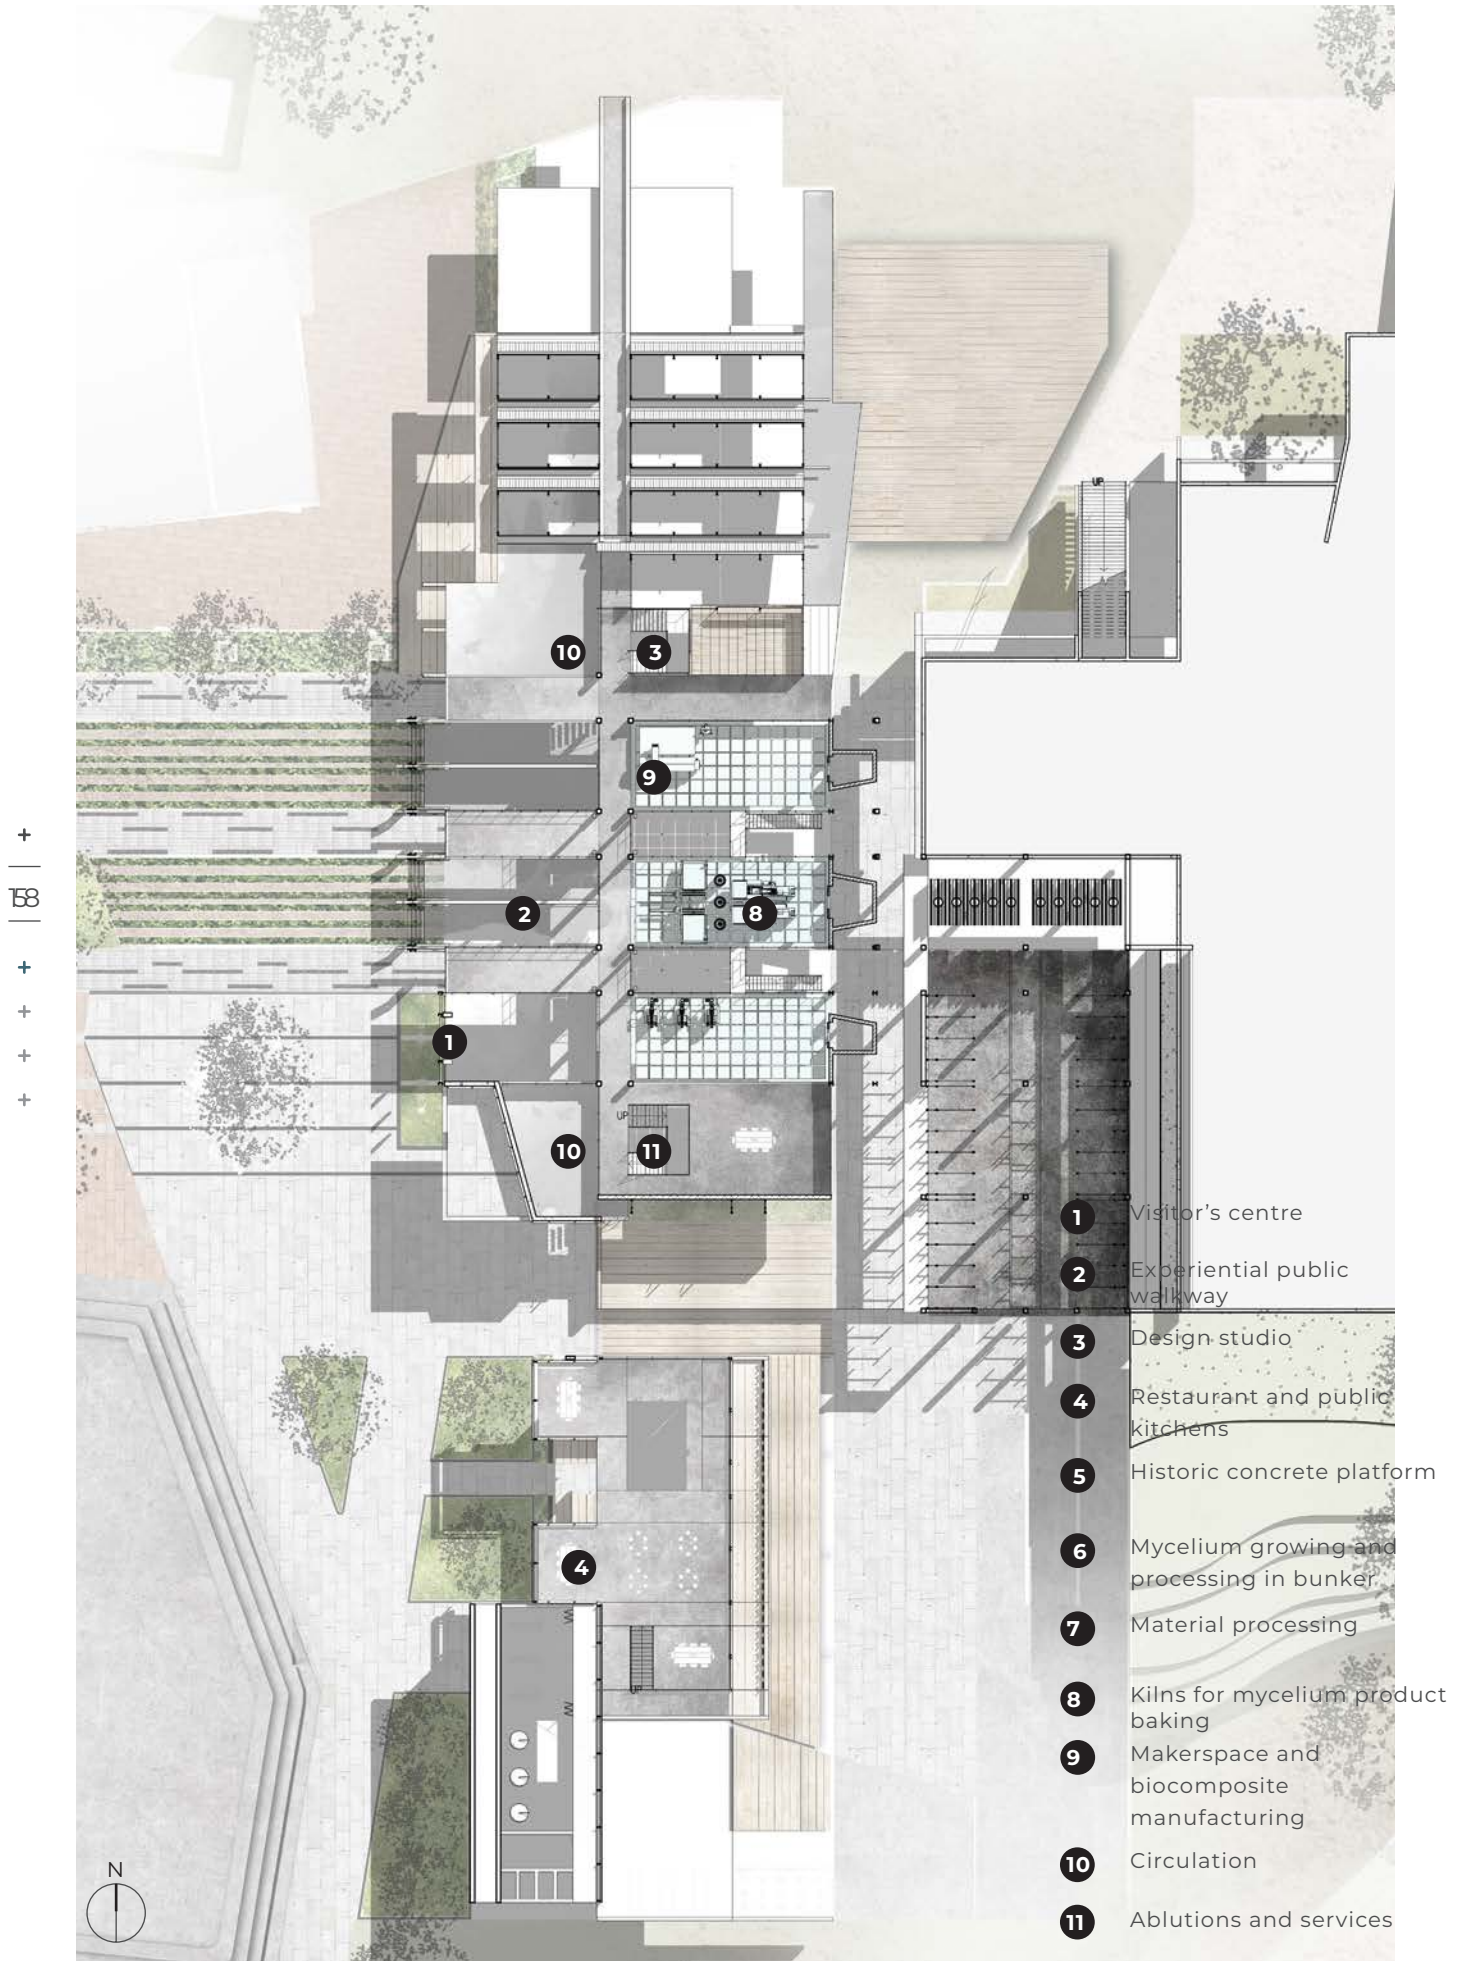 UP
10
3
9
+
158
2
8
+
+
1
+
+
UP
10
11
1 Visitor's centre
2 Experiential public
walkway
3 Design studio
4 Restaurant and public
kitchens
5 Historic concrete platform
4
6 Mycelium growing and
processing in bunker
7 Material processing
8 Kilns for mycelium product
baking
9 Makerspace and
biocomposite
manufacturing
10 Circulation
N
11 Ablutions and services